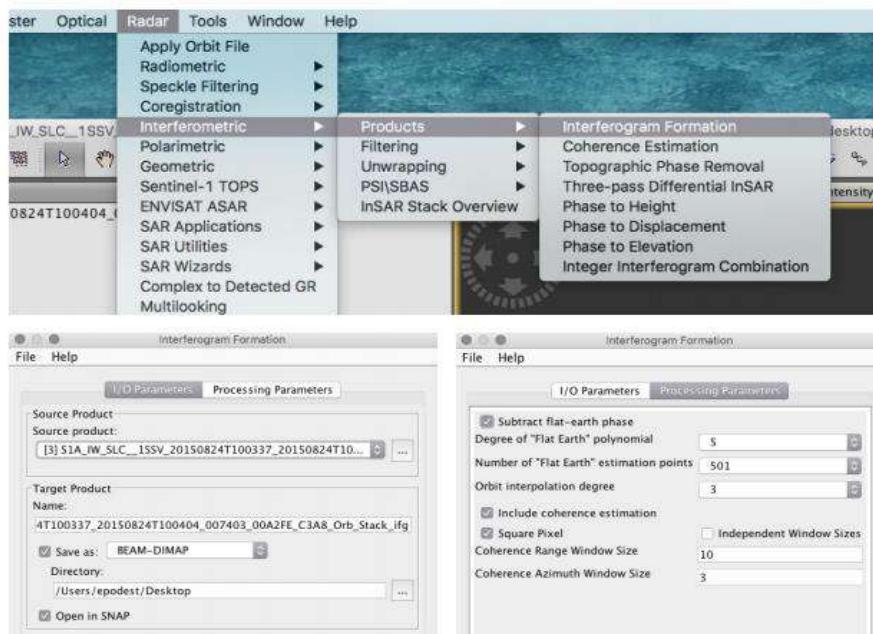 ster Optical Radar Tools Window Help
Apply Orbit File
Radiometric
Speckle Filtering
Coregistration
Interferometric
Polarimetric
Geometric
Sentinel-1 TOPS
ENVISAT ASAR
SAR Applications
SAR Utilities
SAR Wizards
Complex to Detected GR
Multilooking
Products
Filtering
Unwrapping
PSI\SBAS
InSAR Stack Overview
Interferogram Formation
Coherence Estimation
Topographic Phase Removal
Three-pass Differential InSAR
Phase to Height
Phase to Displacement
Phase to Elevation
Integer Interferogram Combination
_IW_SLC__1SSV_
0824T100404_
desktop
ntensity
Interferogram Formation
File Help
I/O Parameters Processing Parameters
Source Product
Source product:
[3] S1A_IW_SLC__1SSV_20150824T100337_20150824T10...
...
Target Product
Name:
4T100337_20150824T100404_007403_00A2FE_C3A8_Orb_Stack_ifg
Save as: BEAM-DIMAP
Directory:
/Users/epodest/Desktop
...
Open in SNAP
Interferogram Formation
File Help
I/O Parameters Processing Parameters
Subtract flat-earth phase
Degree of "Flat Earth" polynomial 5
Number of "Flat Earth" estimation points 501
Orbit interpolation degree 3
Include coherence estimation
Square Pixel Independent Window Sizes
Coherence Range Window Size 10
Coherence Azimuth Window Size 3